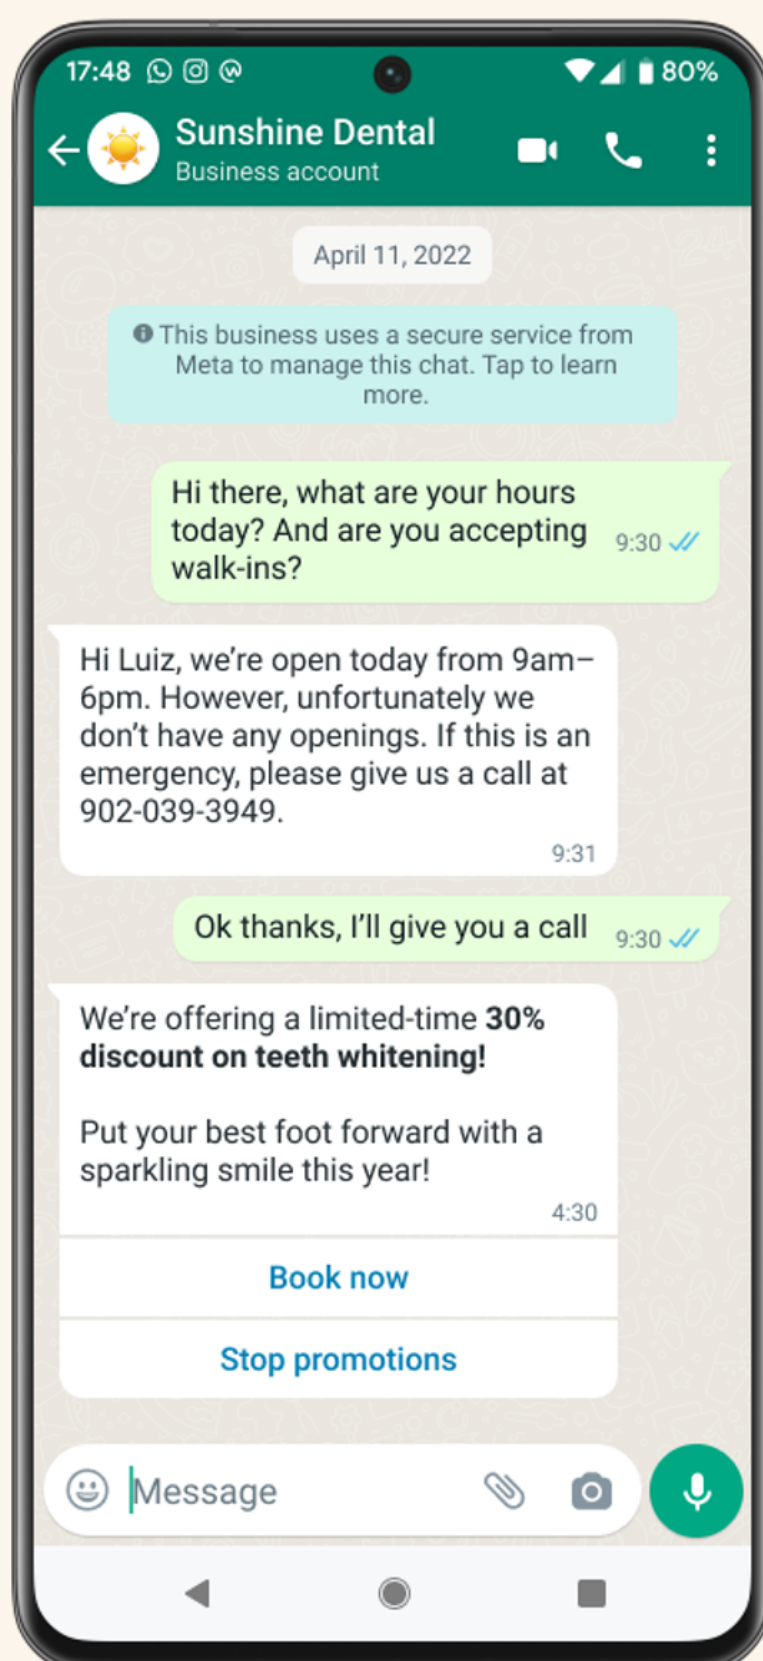 17:48 80%
Sunshine Dental
Business account
April 11, 2022
This business uses a secure service from
Meta to manage this chat. Tap to learn
more.
Hi there, what are your hours
today? And are you accepting
walk-ins?
9:30
Hi Luiz, we’re open today from 9am–
6pm. However, unfortunately we
don’t have any openings. If this is an
emergency, please give us a call at
902-039-3949.
9:31
Ok thanks, I’ll give you a call
9:30
We’re offering a limited-time 30%
discount on teeth whitening!
Put your best foot forward with a
sparkling smile this year!
4:30
Book now
Stop promotions
Message